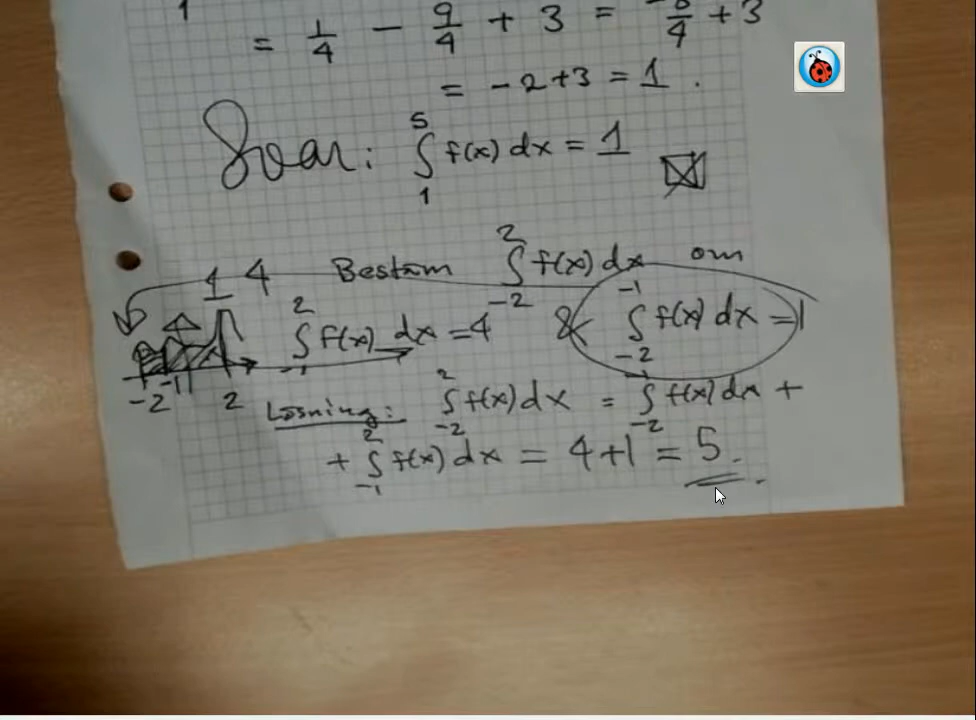 = 1/4 - 9/4 + 3 = -8/4 + 3
= -2+3 = 1.
Svar: ∫₁⁵ f(x) dx = 1
Bestäm ∫₋₂² f(x) dx om
1 4
∫₋₁² f(x) dx = 4 & ∫₋₂⁻¹ f(x) dx = 1
-2 -1 2
Lösning: ∫₋₂² f(x) dx = ∫₋₂⁻¹ f(x) dx +
+ ∫₋₁² f(x) dx = 4+1 = 5.